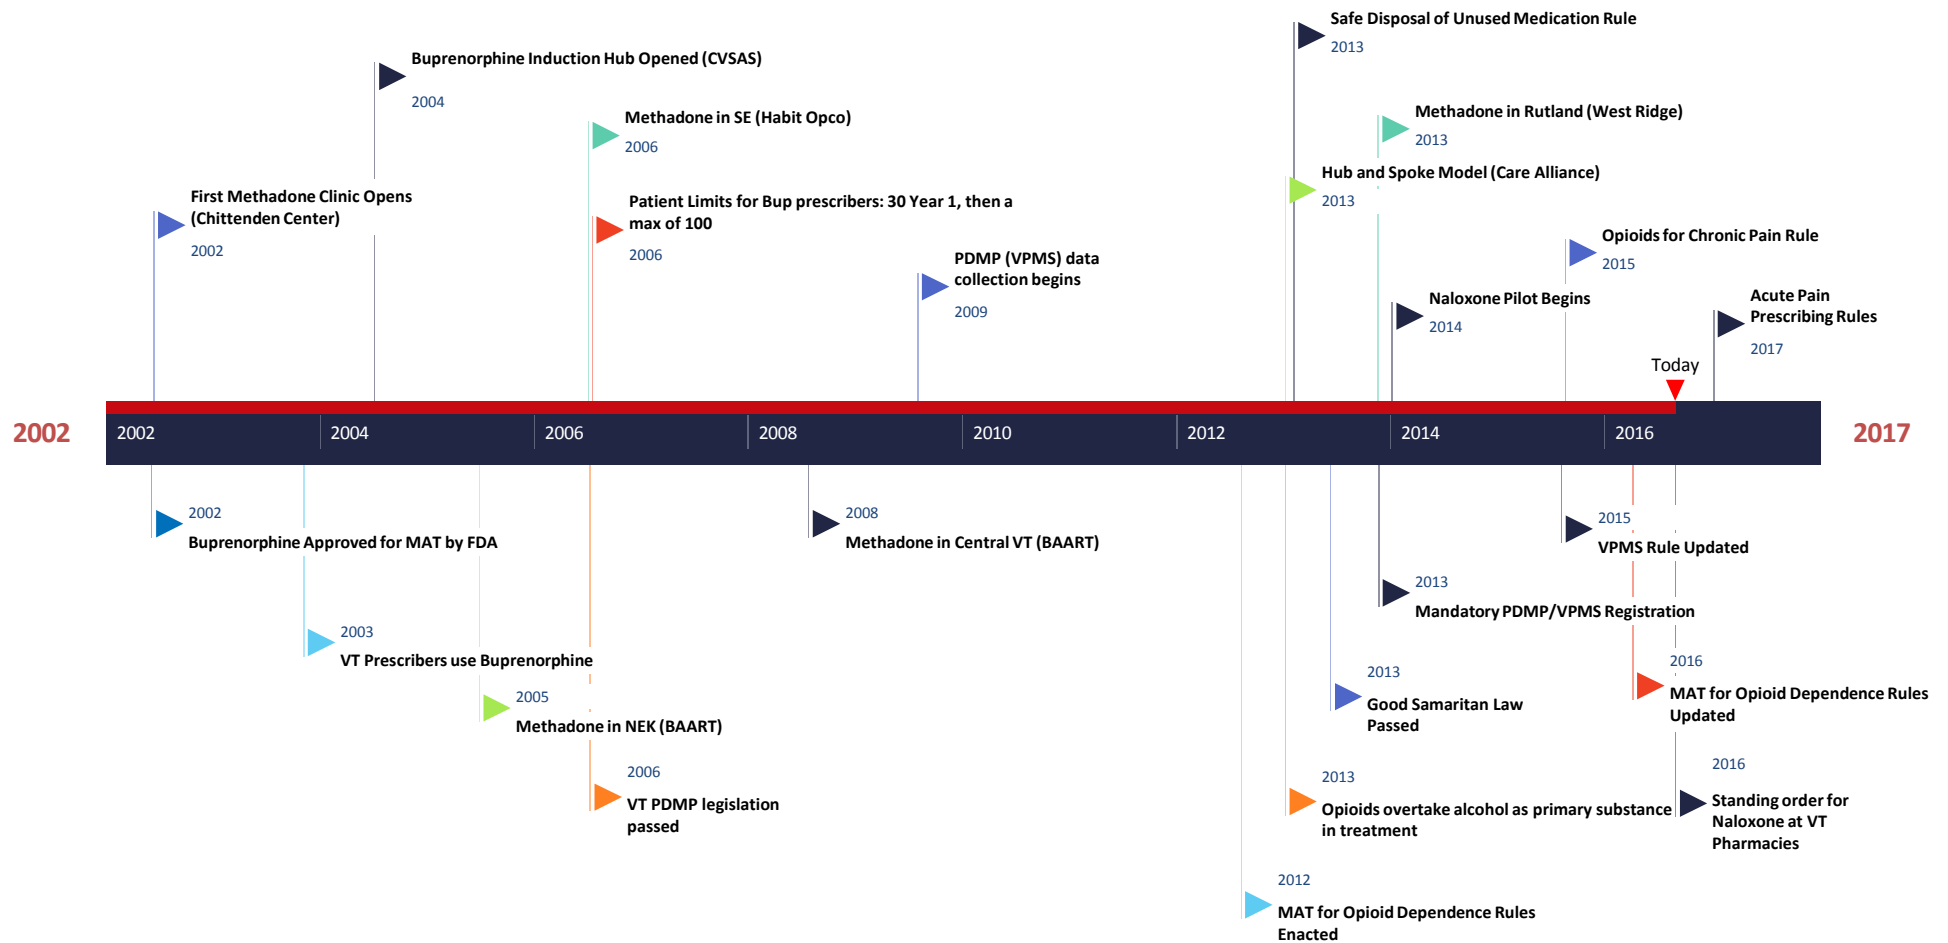 Safe Disposal of Unused Medication Rule
2013
Buprenorphine Induction Hub Opened (CVSAS)
2004
Methadone in SE (Habit Opco)
2006
Methadone in Rutland (West Ridge)
2013
Hub and Spoke Model (Care Alliance)
2013
First Methadone Clinic Opens
(Chittenden Center)
2002
Patient Limits for Bup prescribers: 30 Year 1, then a
max of 100
2006
Opioids for Chronic Pain Rule
2015
PDMP (VPMS) data
collection begins
2009
Naloxone Pilot Begins
2014
Acute Pain
Prescribing Rules
2017
Today
2002
2002
2004
2006
2008
2010
2012
2014
2016
2017
2002
Buprenorphine Approved for MAT by FDA
2008
Methadone in Central VT (BAART)
2015
VPMS Rule Updated
2013
Mandatory PDMP/VPMS Registration
2003
VT Prescribers use Buprenorphine
2005
Methadone in NEK (BAART)
2013
Good Samaritan Law
Passed
2016
MAT for Opioid Dependence Rules
Updated
2006
VT PDMP legislation
passed
2013
Opioids overtake alcohol as primary substance
in treatment
2016
Standing order for
Naloxone at VT
Pharmacies
2012
MAT for Opioid Dependence Rules
Enacted